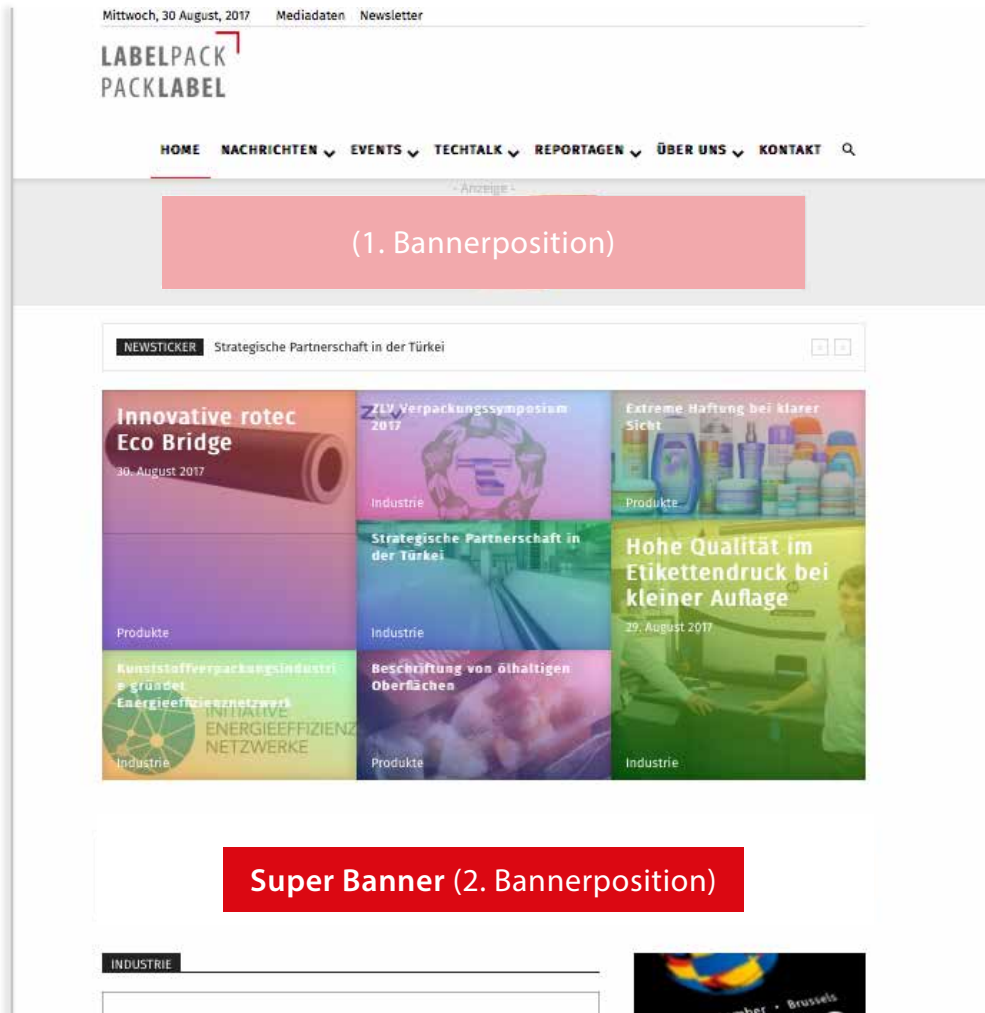 Mittwoch, 30 August, 2017 Mediadaten Newsletter
LABELPACK
PACKLABEL
HOME NACHRICHTEN EVENTS TECHTALK REPORTAGEN ÜBER UNS KONTAKT
- Anzeige -
(1. Bannerposition)
NEWSTICKER Strategische Partnerschaft in der Türkei
Innovative rotec
Eco Bridge
30. August 2017
Produkte
ZLV Verpackungssymposium
2017
Industrie
Extreme Haftung bei klarer
Sicht
Produkte
Strategische Partnerschaft in
der Türkei
Industrie
Hohe Qualität im
Etikettendruck bei
kleiner Auflage
29. August 2017
Industrie
Kunststoffverpackungsindustri
e gründet
Energieeffizienznetzwerk
INITIATIVE
ENERGIEEFFIZIENZ
NETZWERKE
Industrie
Beschriftung von ölhaltigen
Oberflächen
Produkte
Super Banner (2. Bannerposition)
INDUSTRIE
Brussels